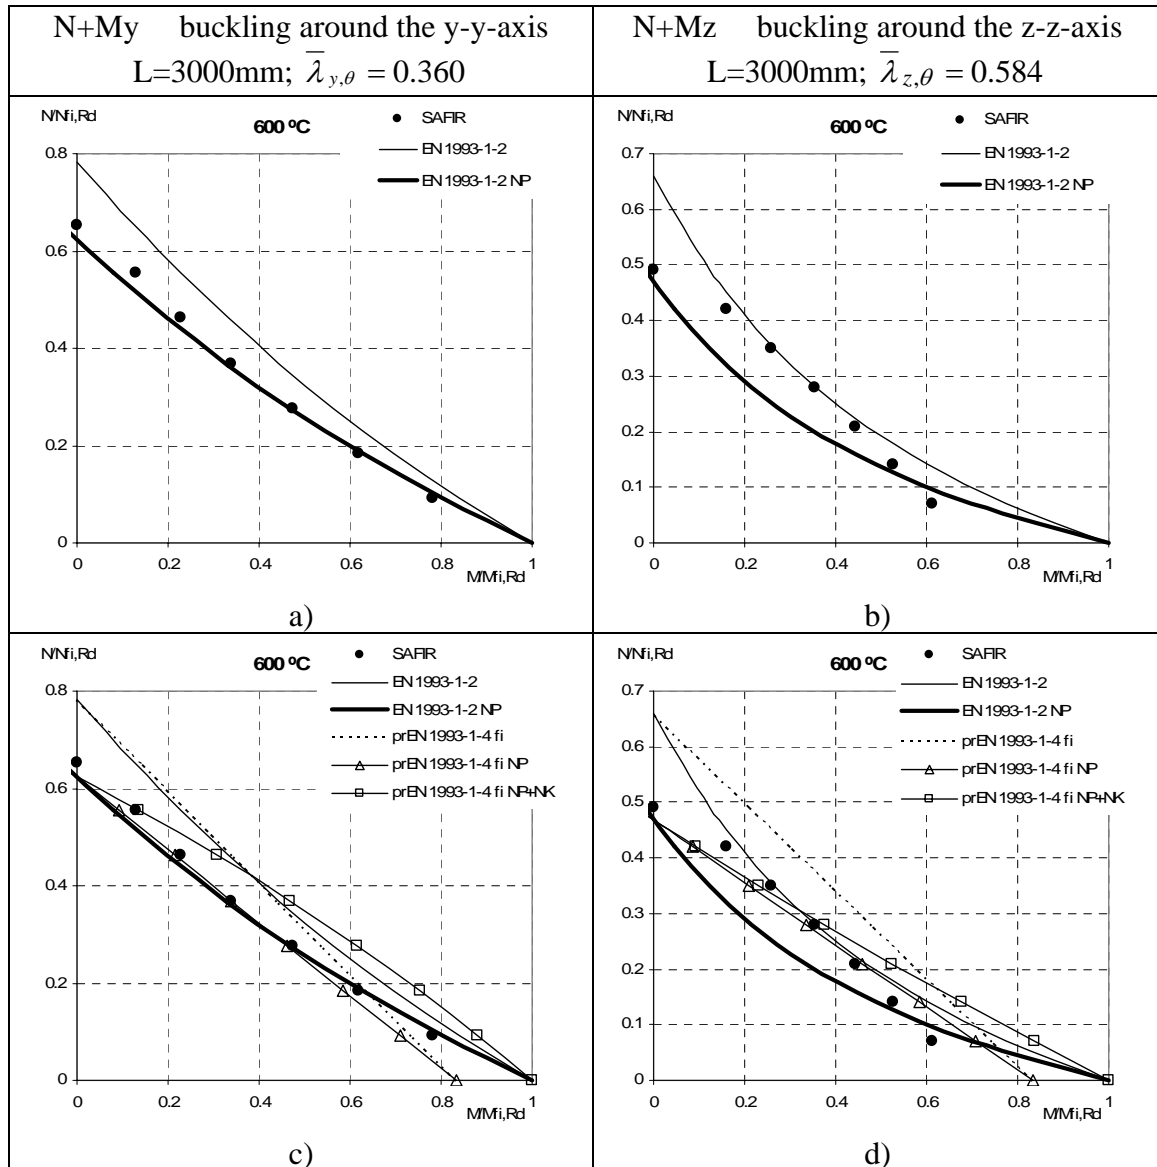 N+My buckling around the y-y-axis
L=3000mm; λ̅ y,θ = 0.360
N+Mz buckling around the z-z-axis
L=3000mm; λ̅ z,θ = 0.584
N/Nfi,Rd
600 ºC
SAFIR
EN 1993-1-2
EN 1993-1-2 NP
0.8
0.6
0.4
0.2
0
0 0.2 0.4 0.6 0.8 1
M/Mfi,Rd
a)
N/Nfi,Rd
600 ºC
SAFIR
EN 1993-1-2
EN 1993-1-2 NP
0.7
0.6
0.5
0.4
0.3
0.2
0.1
0
0 0.2 0.4 0.6 0.8 1
M/Mfi,Rd
b)
N/Nfi,Rd
600 ºC
SAFIR
EN 1993-1-2
EN 1993-1-2 NP
prEN 1993-1-4 fi
prEN 1993-1-4 fi NP
prEN 1993-1-4 fi NP+NK
0.8
0.6
0.4
0.2
0
0 0.2 0.4 0.6 0.8 1
M/Mfi,Rd
c)
N/Nfi,Rd
600 ºC
SAFIR
EN 1993-1-2
EN 1993-1-2 NP
prEN 1993-1-4 fi
prEN 1993-1-4 fi NP
prEN 1993-1-4 fi NP+NK
0.7
0.6
0.5
0.4
0.3
0.2
0.1
0
0 0.2 0.4 0.6 0.8 1
M/Mfi,Rd
d)